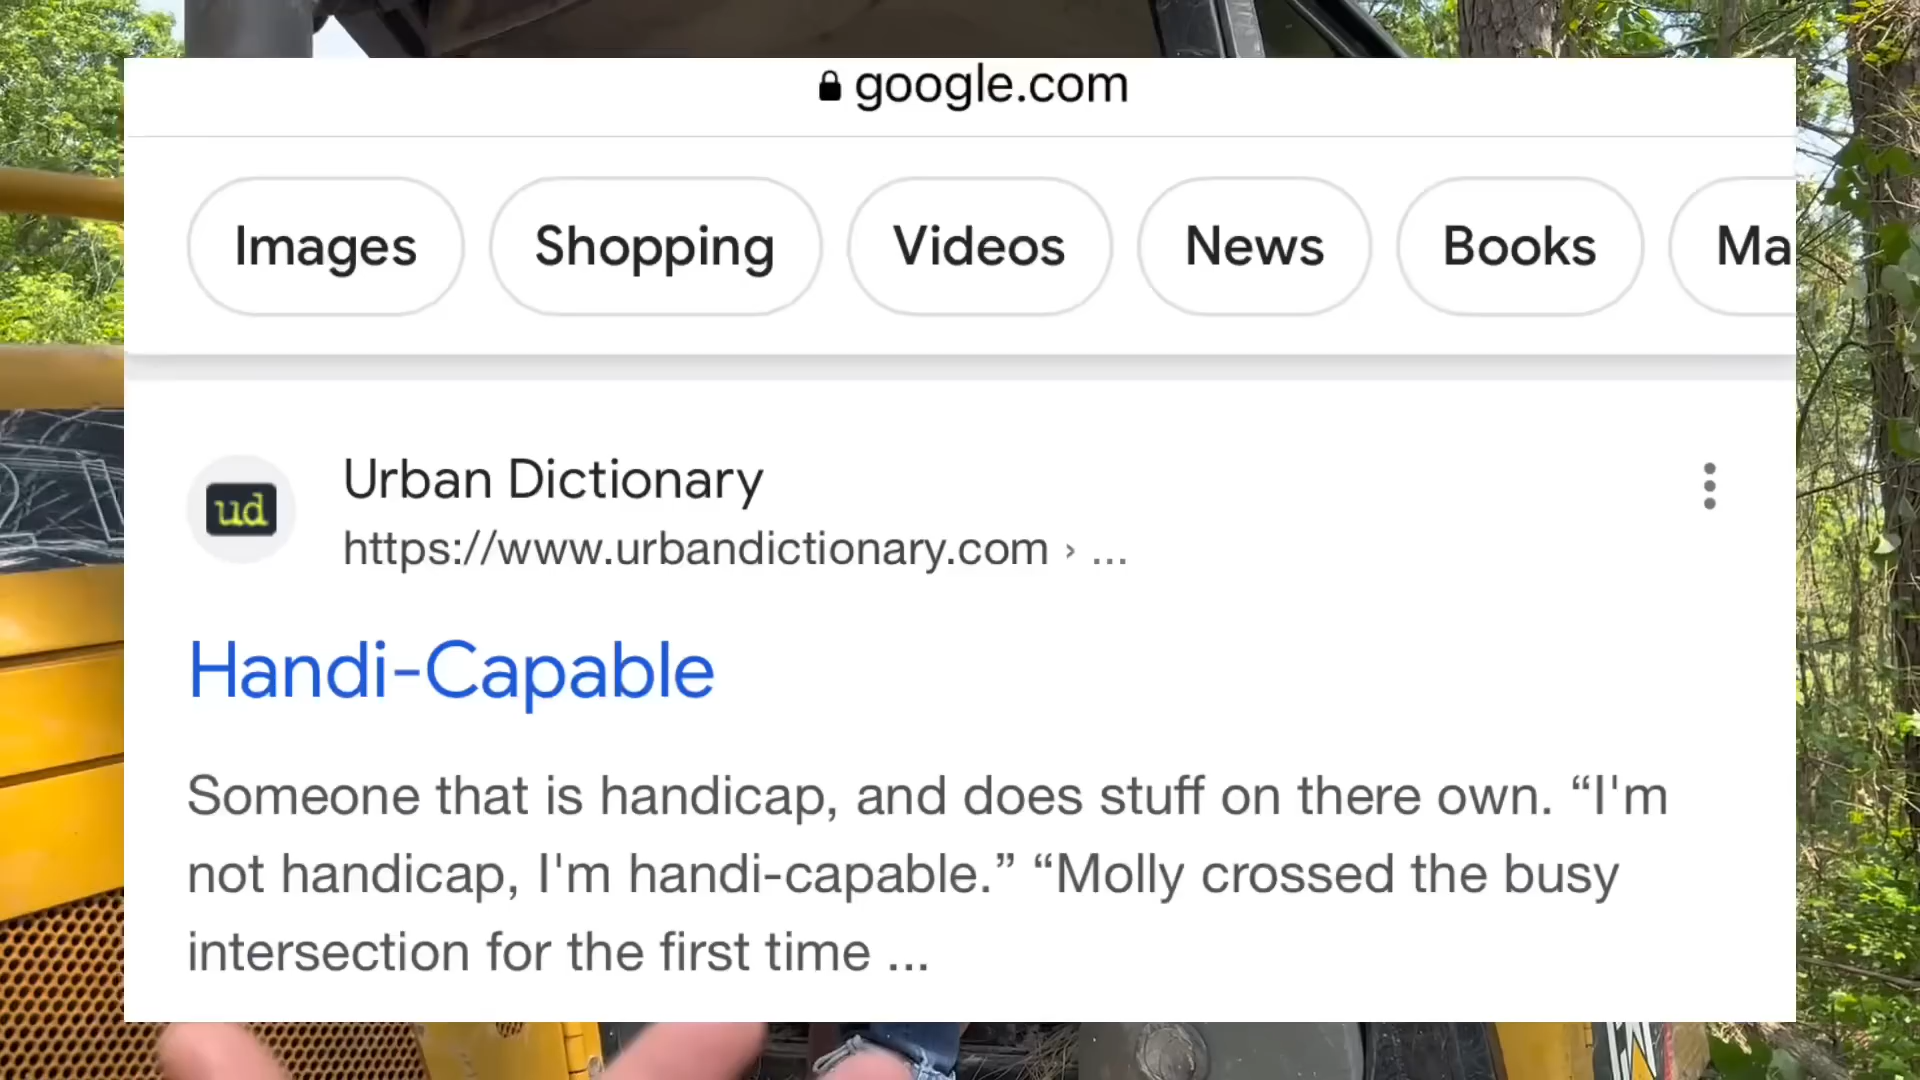 google.com
Images Shopping Videos News Books Ma
ud Urban Dictionary
https://www.urbandictionary.com › ...
Handi-Capable
Someone that is handicap, and does stuff on there own. “I'm
not handicap, I'm handi-capable.” “Molly crossed the busy
intersection for the first time ...